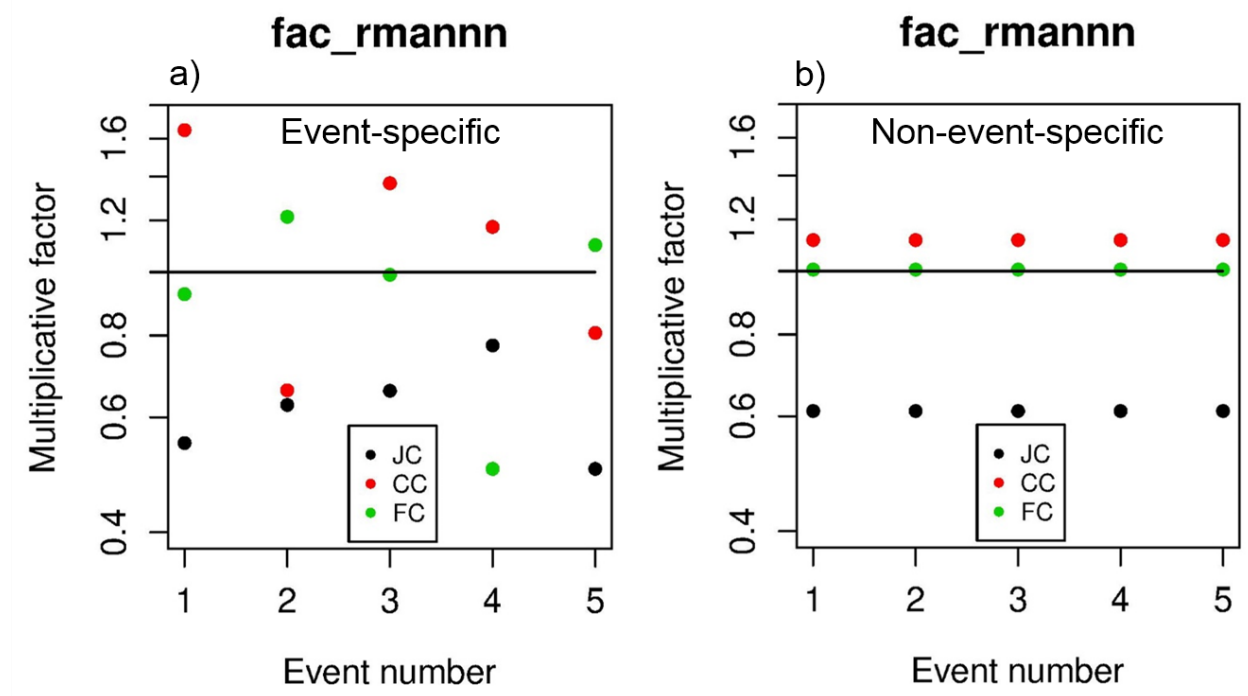 fac_rmannn
a)
Event-specific
Multiplicative factor
1.6
1.2
0.8
0.6
0.4
JC
CC
FC
1 2 3 4 5
Event number
fac_rmannn
b)
Non-event-specific
Multiplicative factor
1.6
1.2
0.8
0.6
0.4
JC
CC
FC
1 2 3 4 5
Event number